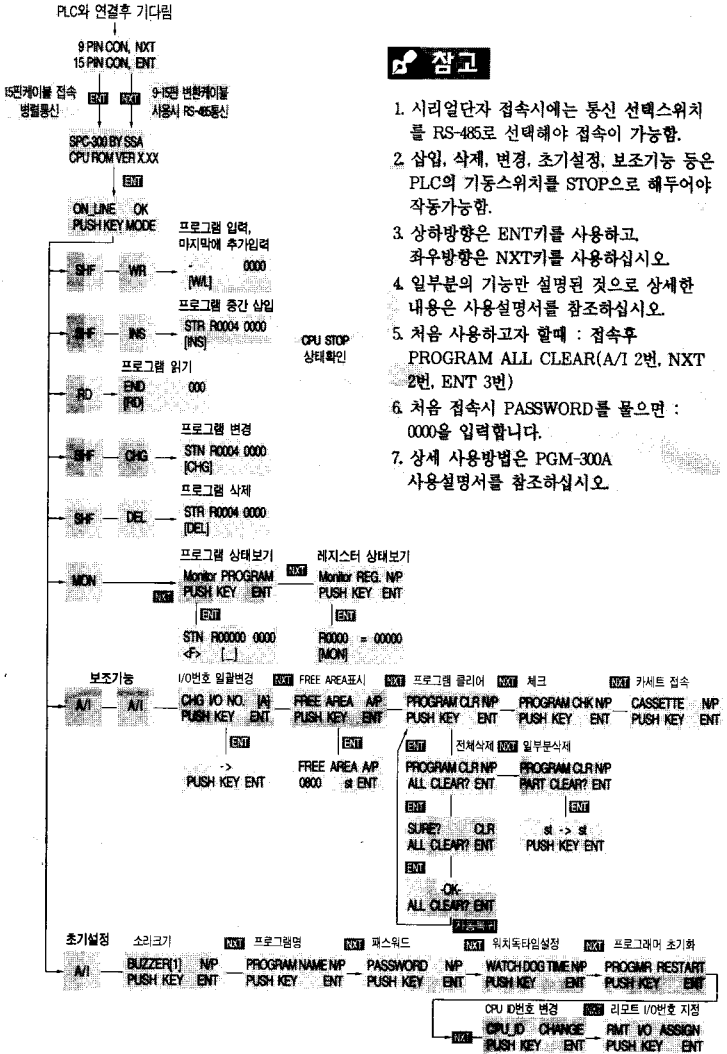 PLC와 연결후 기다림
9 PIN CON, NXT
15 PIN CON, ENT
15핀케이블 접속
병렬통신
ENT
NXT
9-15핀 변환케이블
사용시 RS-485통신
SPC-300 BY SSA
CPU ROM VER X.XX
ENT
ON_LINE OK
PUSH KEY MODE
프로그램 입력,
마지막에 추가입력
SHF WR
- 0000
[W/L]
프로그램 중간 삽입
SHF INS
STR R0004 0000
[INS]
CPU STOP
상태확인
프로그램 읽기
RD
END 000
[RD]
프로그램 변경
SHF CHG
STN R0004 0000
[CHG]
프로그램 삭제
SHF DEL
STR R0004 0000
[DEL]
프로그램 상태보기
레지스터 상태보기
MON
NXT
Monitor PROGRAM
PUSH KEY ENT
NXT
Monitor REG. N/P
PUSH KEY ENT
ENT
ENT
STN R00000 0000
<F> [_]
R0000 = 00000
[MON]
보조기능
I/O번호 일괄변경
NXT
FREE AREA표시
NXT
프로그램 클리어
NXT
체크
NXT
카세트 접속
A/I A/I
CHG I/O NO. [A]
PUSH KEY ENT
FREE AREA A/P
PUSH KEY ENT
PROGRAM CLR N/P
PUSH KEY ENT
PROGRAM CHK N/P
PUSH KEY ENT
CASSETTE N/P
PUSH KEY ENT
ENT
ENT
ENT
전체삭제
NXT
일부분삭제
->
PUSH KEY ENT
FREE AREA A/P
0800 st ENT
PROGRAM CLR N/P
ALL CLEAR? ENT
PROGRAM CLR N/P
PART CLEAR? ENT
ENT
ENT
SURE? CLR
ALL CLEAR? ENT
st -> st
PUSH KEY ENT
ENT
-OK-
ALL CLEAR? ENT
자동복귀
초기설정
소리크기
NXT
프로그램명
NXT
패스워드
NXT
워치독타임설정
NXT
프로그래머 초기화
A/I
BUZZER[1] N/P
PUSH KEY ENT
PROGRAM NAME N/P
PUSH KEY ENT
PASSWORD N/P
PUSH KEY ENT
WATCH DOG TIME N/P
PUSH KEY ENT
PROGMR RESTART
PUSH KEY ENT
CPU ID번호 변경
NXT
리모트 I/O번호 지정
NXT
CPU_ID CHANGE
PUSH KEY ENT
RMT I/O ASSIGN
PUSH KEY ENT
참고
1. 시리얼단자 접속시에는 통신 선택스위치
를 RS-485로 선택해야 접속이 가능함.
2. 삽입, 삭제, 변경, 초기설정, 보조기능 등은
PLC의 기동스위치를 STOP으로 해두어야
작동가능함.
3. 상하방향은 ENT키를 사용하고,
좌우방향은 NXT키를 사용하십시오.
4. 일부분의 기능만 설명된 것으로 상세한
내용은 사용설명서를 참조하십시오.
5. 처음 사용하고자 할때 : 접속후
PROGRAM ALL CLEAR(A/I 2번, NXT
2번, ENT 3번)
6. 처음 접속시 PASSWORD를 물으면 :
0000을 입력합니다.
7. 상세 사용방법은 PGM-300A
사용설명서를 참조하십시오.